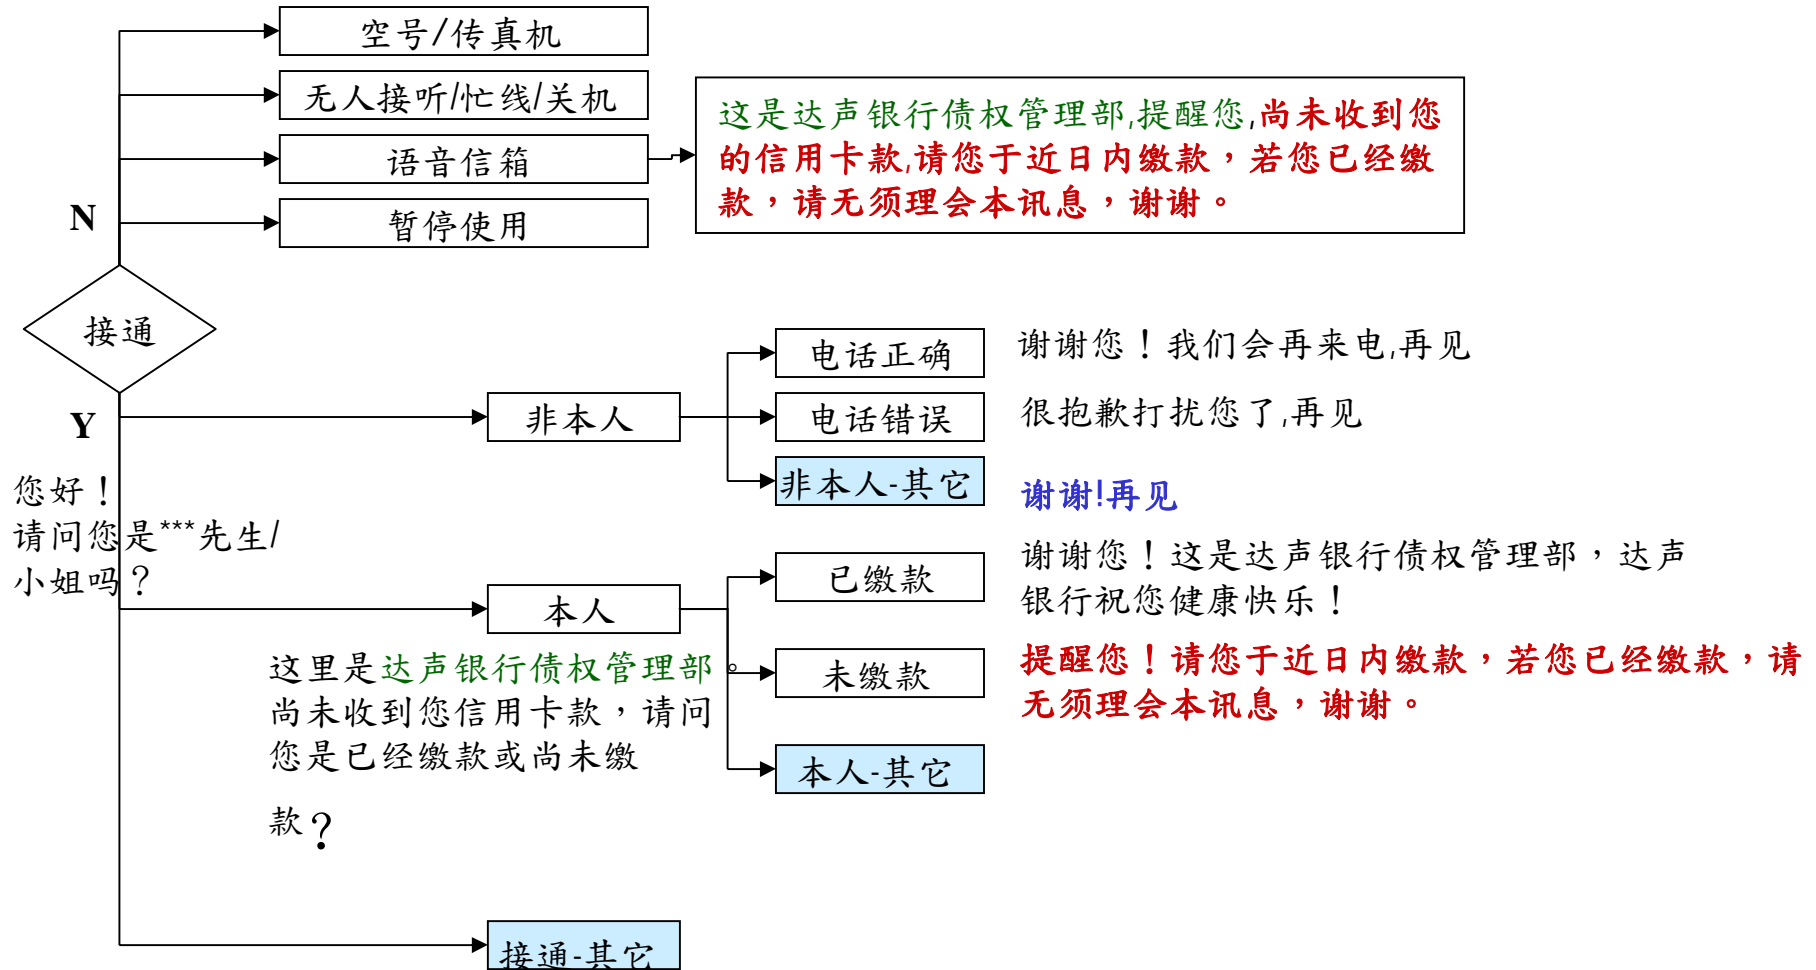 空号/传真机
无人接听/忙线/关机
语音信箱
暂停使用
这是达声银行债权管理部,提醒您,尚未收到您
的信用卡款,请您于近日内缴款，若您已经缴
款，请无须理会本讯息，谢谢。
N
接通
Y
您好！
请问您是***先生/
小姐吗？
非本人
电话正确
谢谢您！我们会再来电,再见
电话错误
很抱歉打扰您了,再见
非本人-其它
谢谢!再见
本人
这里是达声银行债权管理部。
尚未收到您信用卡款，请问
您是已经缴款或尚未缴
款？
已缴款
谢谢您！这是达声银行债权管理部，达声
银行祝您健康快乐！
未缴款
提醒您！请您于近日内缴款，若您已经缴款，请
无须理会本讯息，谢谢。
本人-其它
接通-其它